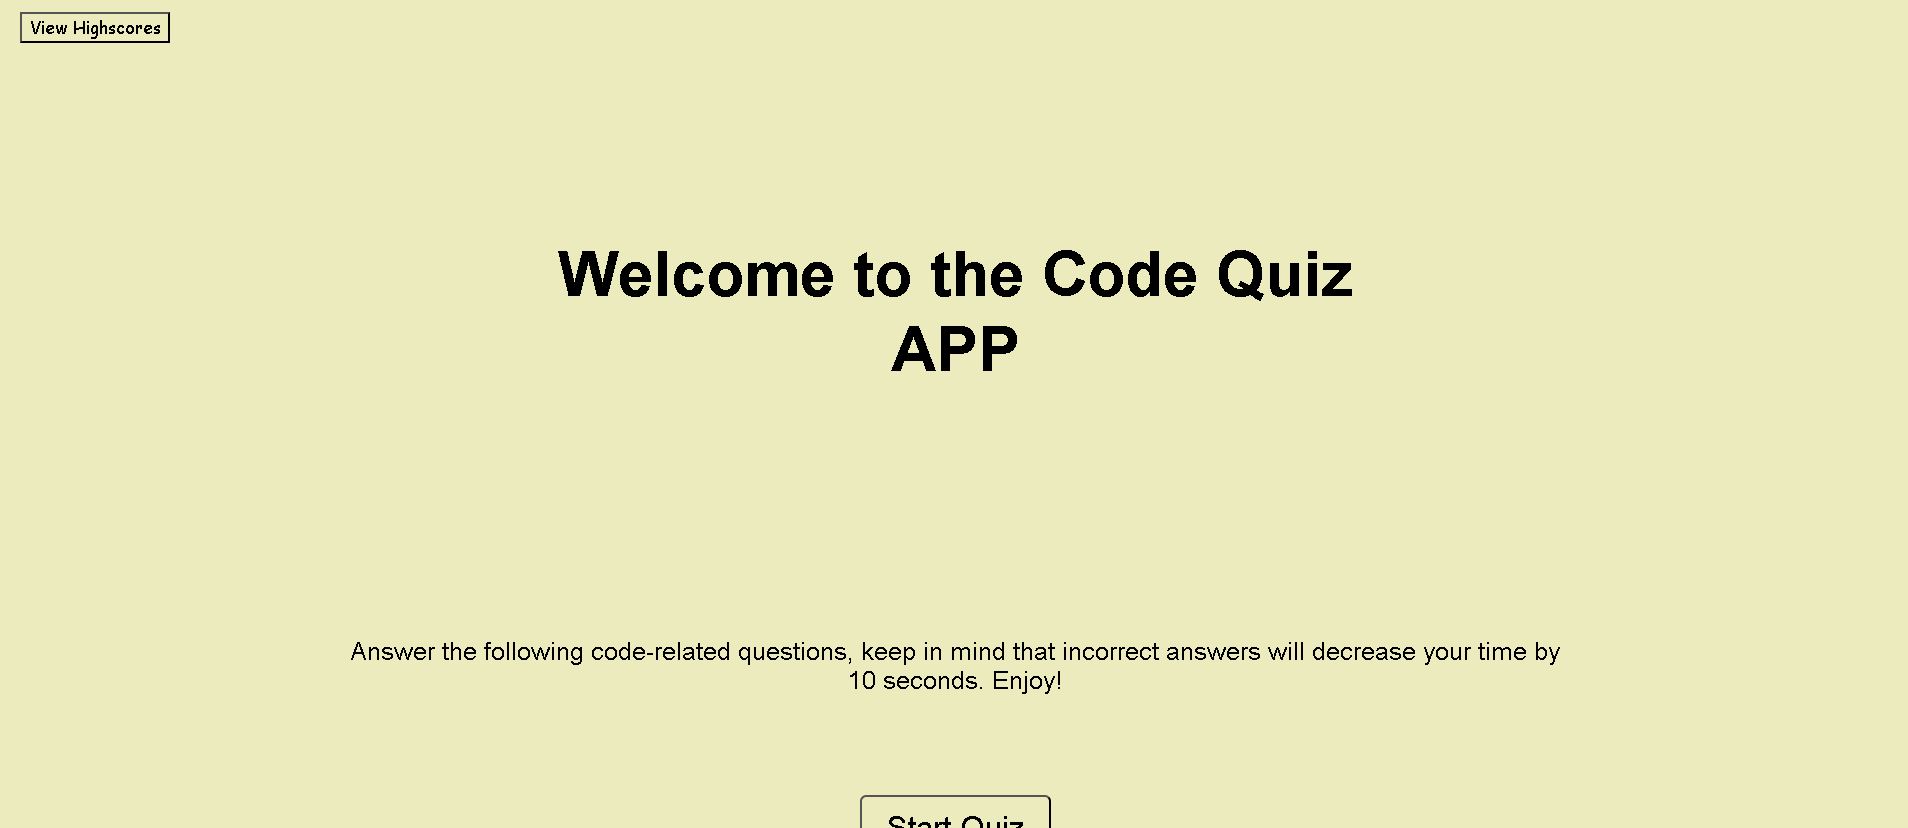 View Highscores
Welcome to the Code Quiz
APP
Answer the following code-related questions, keep in mind that incorrect answers will decrease your time by
10 seconds. Enjoy!
Start Quiz